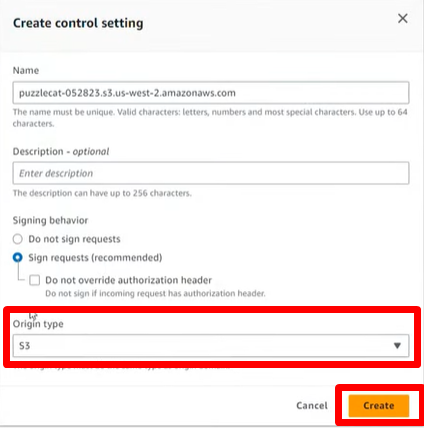 Create control setting
Name
puzzlecat-052823.s3.us-west-2.amazonaws.com
The name must be unique. Valid characters: letters, numbers and most special characters. Use up to 64
characters.
Description - optional
Enter description
The description can have up to 256 characters.
Signing behavior
Do not sign requests
Sign requests (recommended)
Do not override authorization header
Do not sign if incoming request has authorization header.
Origin type
S3
Cancel
Create